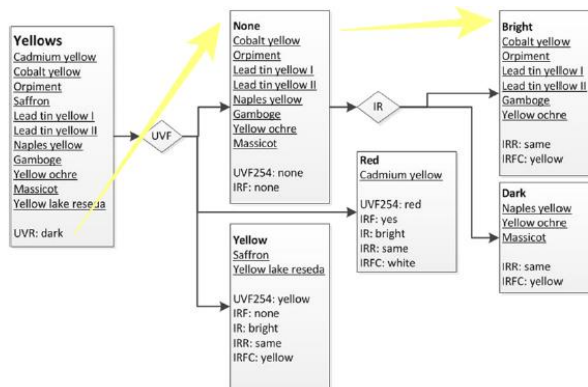 Yellows
Cadmium yellow
Cobalt yellow
Orpiment
Saffron
Lead tin yellow I
Lead tin yellow II
Naples yellow
Gamboge
Yellow ochre
Massicot
Yellow lake reseda
UVR: dark
UVF
None
Cobalt yellow
Orpiment
Lead tin yellow I
Lead tin yellow II
Naples yellow
Gamboge
Yellow ochre
Massicot
UVF254: none
IRF: none
IR
Red
Cadmium yellow
UVF254: red
IRF: yes
IR: bright
IRR: same
IRFC: white
Yellow
Saffron
Yellow lake reseda
UVF254: yellow
IRF: none
IR: bright
IRR: same
IRFC: yellow
Bright
Cobalt yellow
Orpiment
Lead tin yellow I
Lead tin yellow II
Gamboge
Yellow ochre
IRR: same
IRFC: yellow
Dark
Naples yellow
Yellow ochre
Massicot
IRR: same
IRFC: yellow